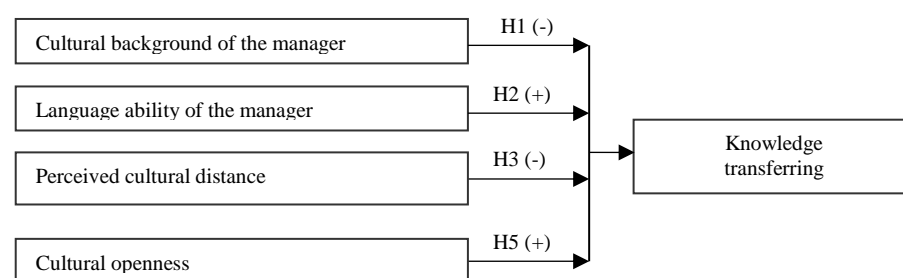 H1 (-)
Cultural background of the manager
H2 (+)
Language ability of the manager
Knowledge
transferring
H3 (-)
Perceived cultural distance
H5 (+)
Cultural openness